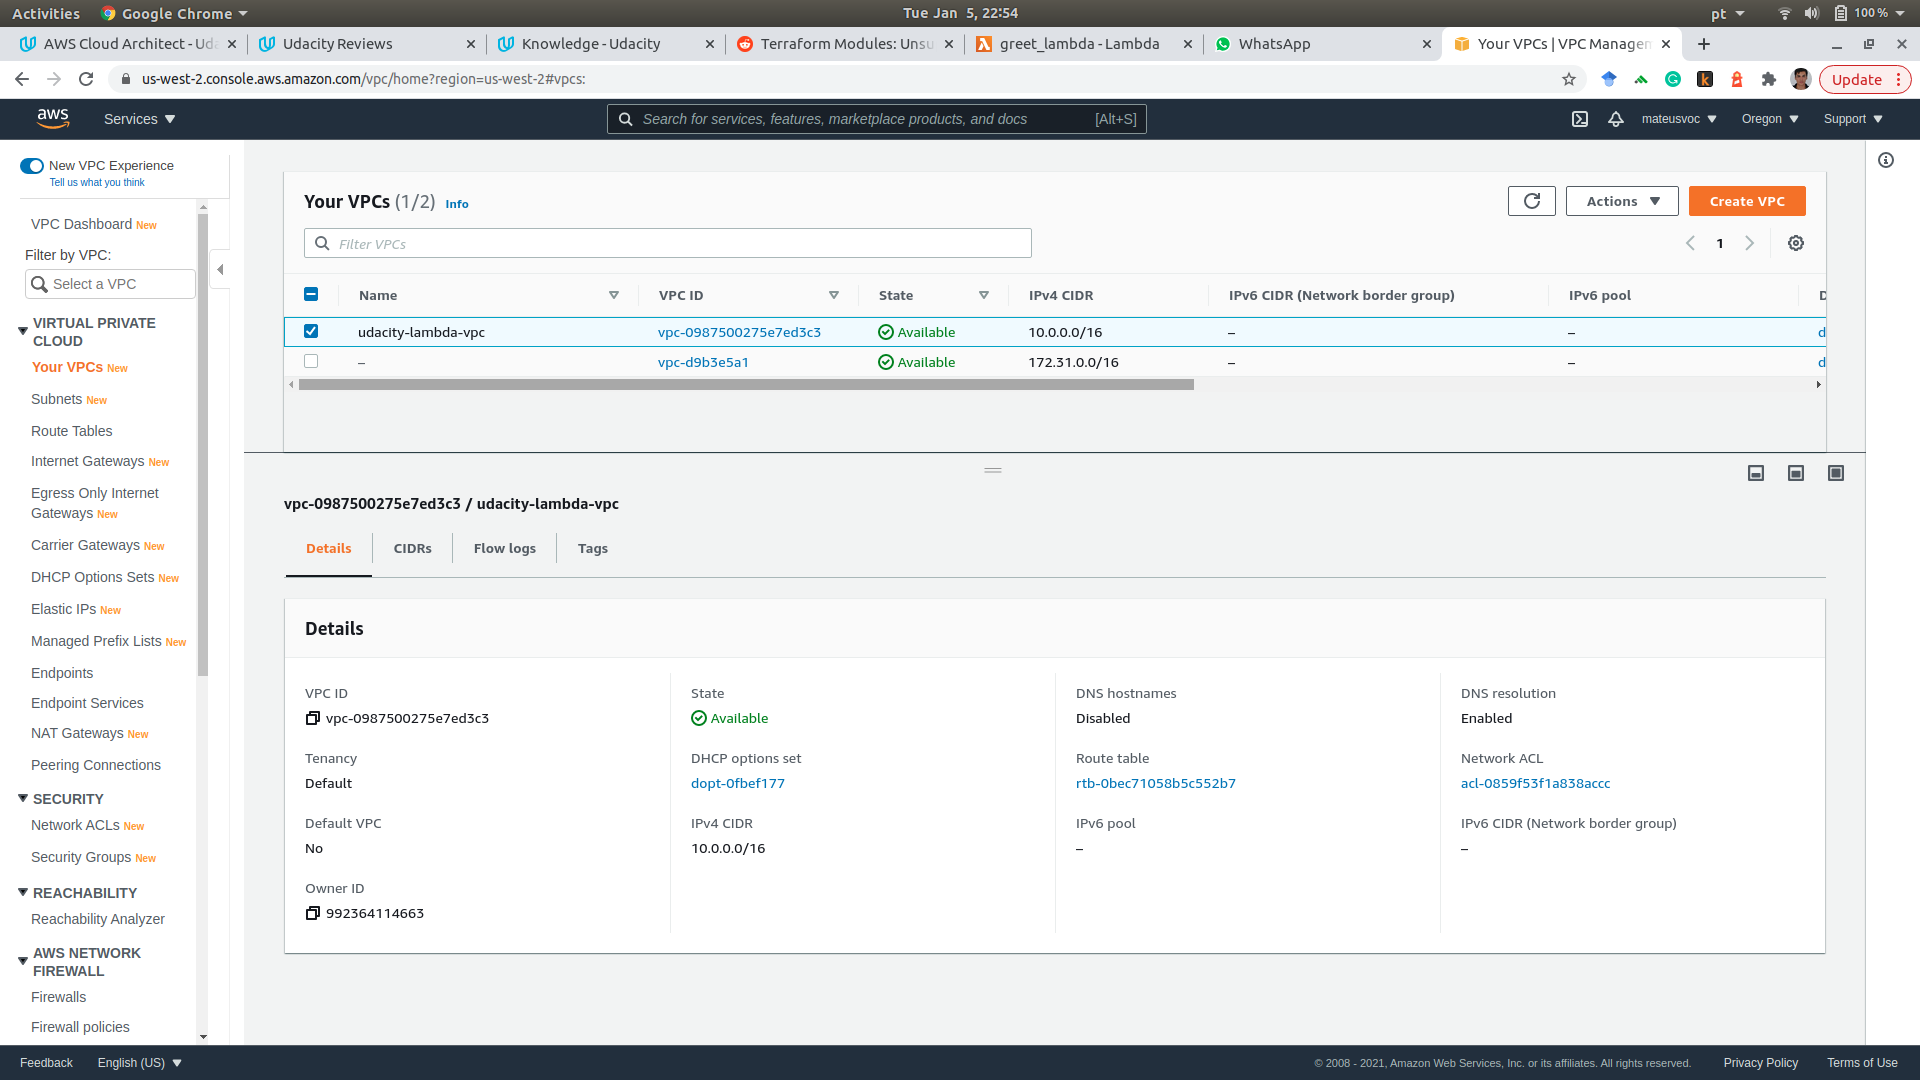 Activities
Google Chrome
Tue Jan 5, 22:54
pt
100 %
AWS Cloud Architect - Uda
Udacity Reviews
Knowledge - Udacity
Terraform Modules: Unsu
greet_lambda - Lambda
WhatsApp
Your VPCs | VPC Managem
us-west-2.console.aws.amazon.com/vpc/home?region=us-west-2#vpcs:
Update
aws
Services
Search for services, features, marketplace products, and docs
[Alt+S]
mateusvoc
Oregon
Support
New VPC Experience
Tell us what you think
VPC Dashboard New
Filter by VPC:
Select a VPC
VIRTUAL PRIVATE
CLOUD
Your VPCs New
Subnets New
Route Tables
Internet Gateways New
Egress Only Internet
Gateways New
Carrier Gateways New
DHCP Options Sets New
Elastic IPs New
Managed Prefix Lists New
Endpoints
Endpoint Services
NAT Gateways New
Peering Connections
SECURITY
Network ACLs New
Security Groups New
REACHABILITY
Reachability Analyzer
AWS NETWORK
FIREWALL
Firewalls
Firewall policies
Your VPCs (1/2) Info
Actions
Create VPC
Filter VPCs
1
Name VPC ID State IPv4 CIDR IPv6 CIDR (Network border group) IPv6 pool D
udacity-lambda-vpc vpc-0987500275e7ed3c3 Available 10.0.0.0/16 – – d
– vpc-d9b3e5a1 Available 172.31.0.0/16 – – d
vpc-0987500275e7ed3c3 / udacity-lambda-vpc
Details CIDRs Flow logs Tags
Details
VPC ID State DNS hostnames DNS resolution
vpc-0987500275e7ed3c3 Available Disabled Enabled
Tenancy DHCP options set Route table Network ACL
Default dopt-0fbef177 rtb-0bec71058b5c552b7 acl-0859f53f1a838accc
Default VPC IPv4 CIDR IPv6 pool IPv6 CIDR (Network border group)
No 10.0.0.0/16 – –
Owner ID
992364114663
Feedback
English (US)
© 2008 - 2021, Amazon Web Services, Inc. or its affiliates. All rights reserved.
Privacy Policy
Terms of Use